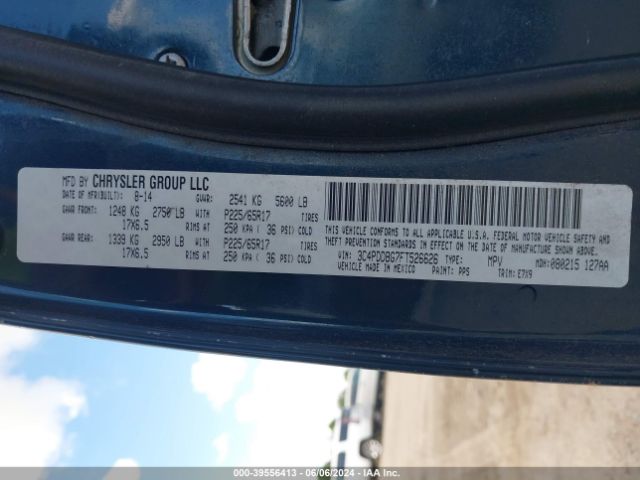 MFD BY CHRYSLER GROUP LLC
DATE OF MFR(BUILT): 8-14 GVWR: 2541 KG 5600 LB
GAWR FRONT: 1248 KG 2750 LB WITH P225/65R17 TIRES
17X6.5 RIMS AT 250 KPA ( 36 PSI) COLD
GAWR REAR: 1339 KG 2950 LB WITH P225/65R17 TIRES
17X6.5 RIMS AT 250 KPA ( 36 PSI) COLD
THIS VEHICLE CONFORMS TO ALL APPLICABLE U.S.A. FEDERAL MOTOR VEHICLE SAFETY, BUMPER, AND
THEFT PREVENTION STANDARDS IN EFFECT ON THE DATE OF MANUFACTURE SHOWN ABOVE.
VIN: 3C4PDDBG7FT526626 TYPE: MPV MDH: 080215 127AA
VEHICLE MADE IN MEXICO PAINT: PPS TRIM: E7X9
000-39556413 - 06/06/2024 - IAAI.com